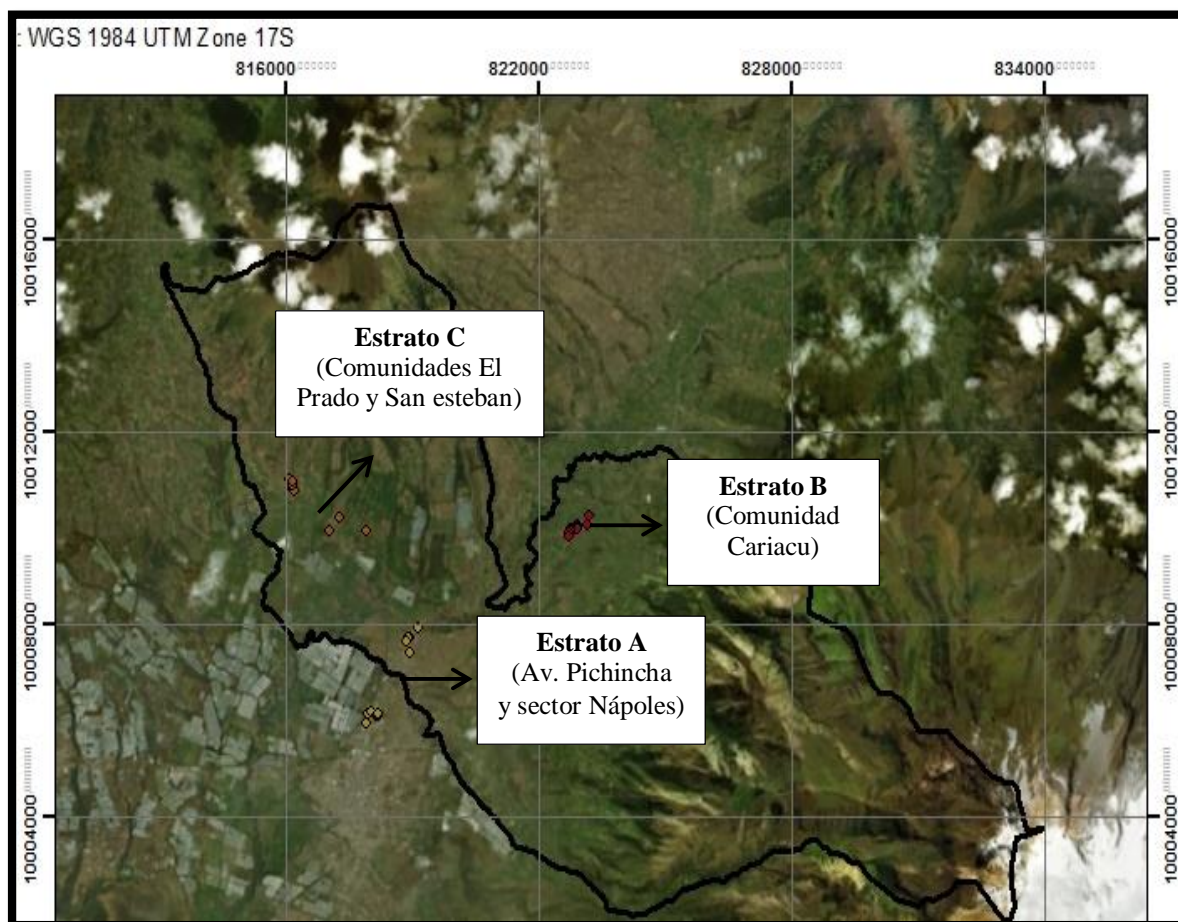 : WGS 1984 UTM Zone 17S
816000 822000 828000 834000
10016000 10016000
Estrato C
(Comunidades El
Prado y San esteban)
10012000 10012000
Estrato B
(Comunidad
Cariacu)
10008000 10008000
Estrato A
(Av. Pichincha
y sector Nápoles)
10004000 10004000